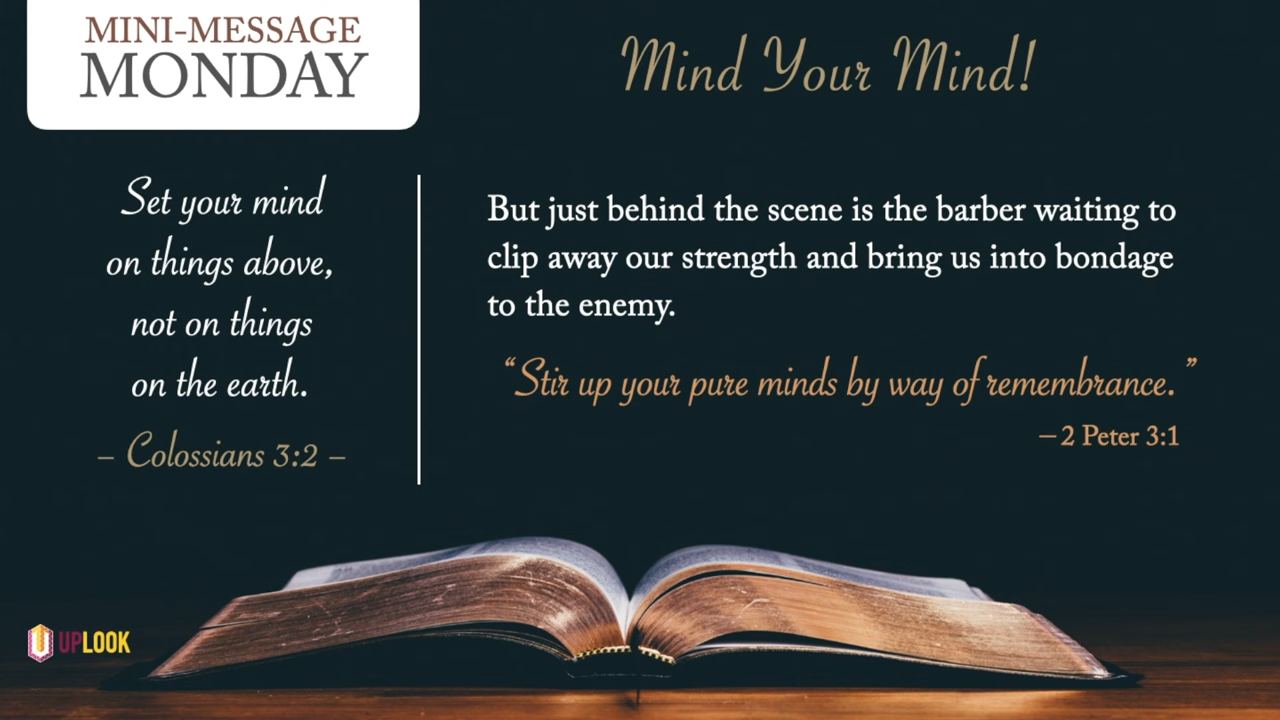 MINI-MESSAGE
MONDAY
Mind Your Mind!
Set your mind
on things above,
not on things
on the earth.
– Colossians 3:2 –
But just behind the scene is the barber waiting to
clip away our strength and bring us into bondage
to the enemy.
“Stir up your pure minds by way of remembrance.”
—2 Peter 3:1
UPLOOK